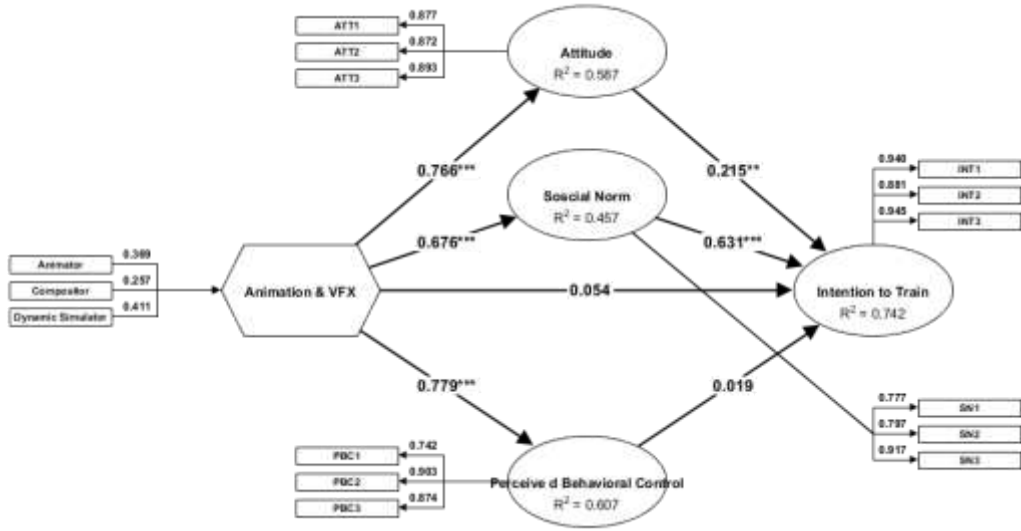 0.877
ATT1
0.872
ATT2
0.893
ATT3
Attitude
R² = 0.587
0.766***
0.215**
Soscial Norm
R² = 0.457
0.676***
0.631***
0.940
INT1
0.881
INT2
0.945
INT3
0.369
Animator
0.257
Compositor
0.411
Dynamic Simulator
Animation & VFX
0.054
Intention to Train
R² = 0.742
0.779***
0.019
0.742
PBC1
0.903
PBC2
0.874
PBC3
Perceive d Behavioral Control
R² = 0.607
0.777
SN1
0.797
SN2
0.917
SN3